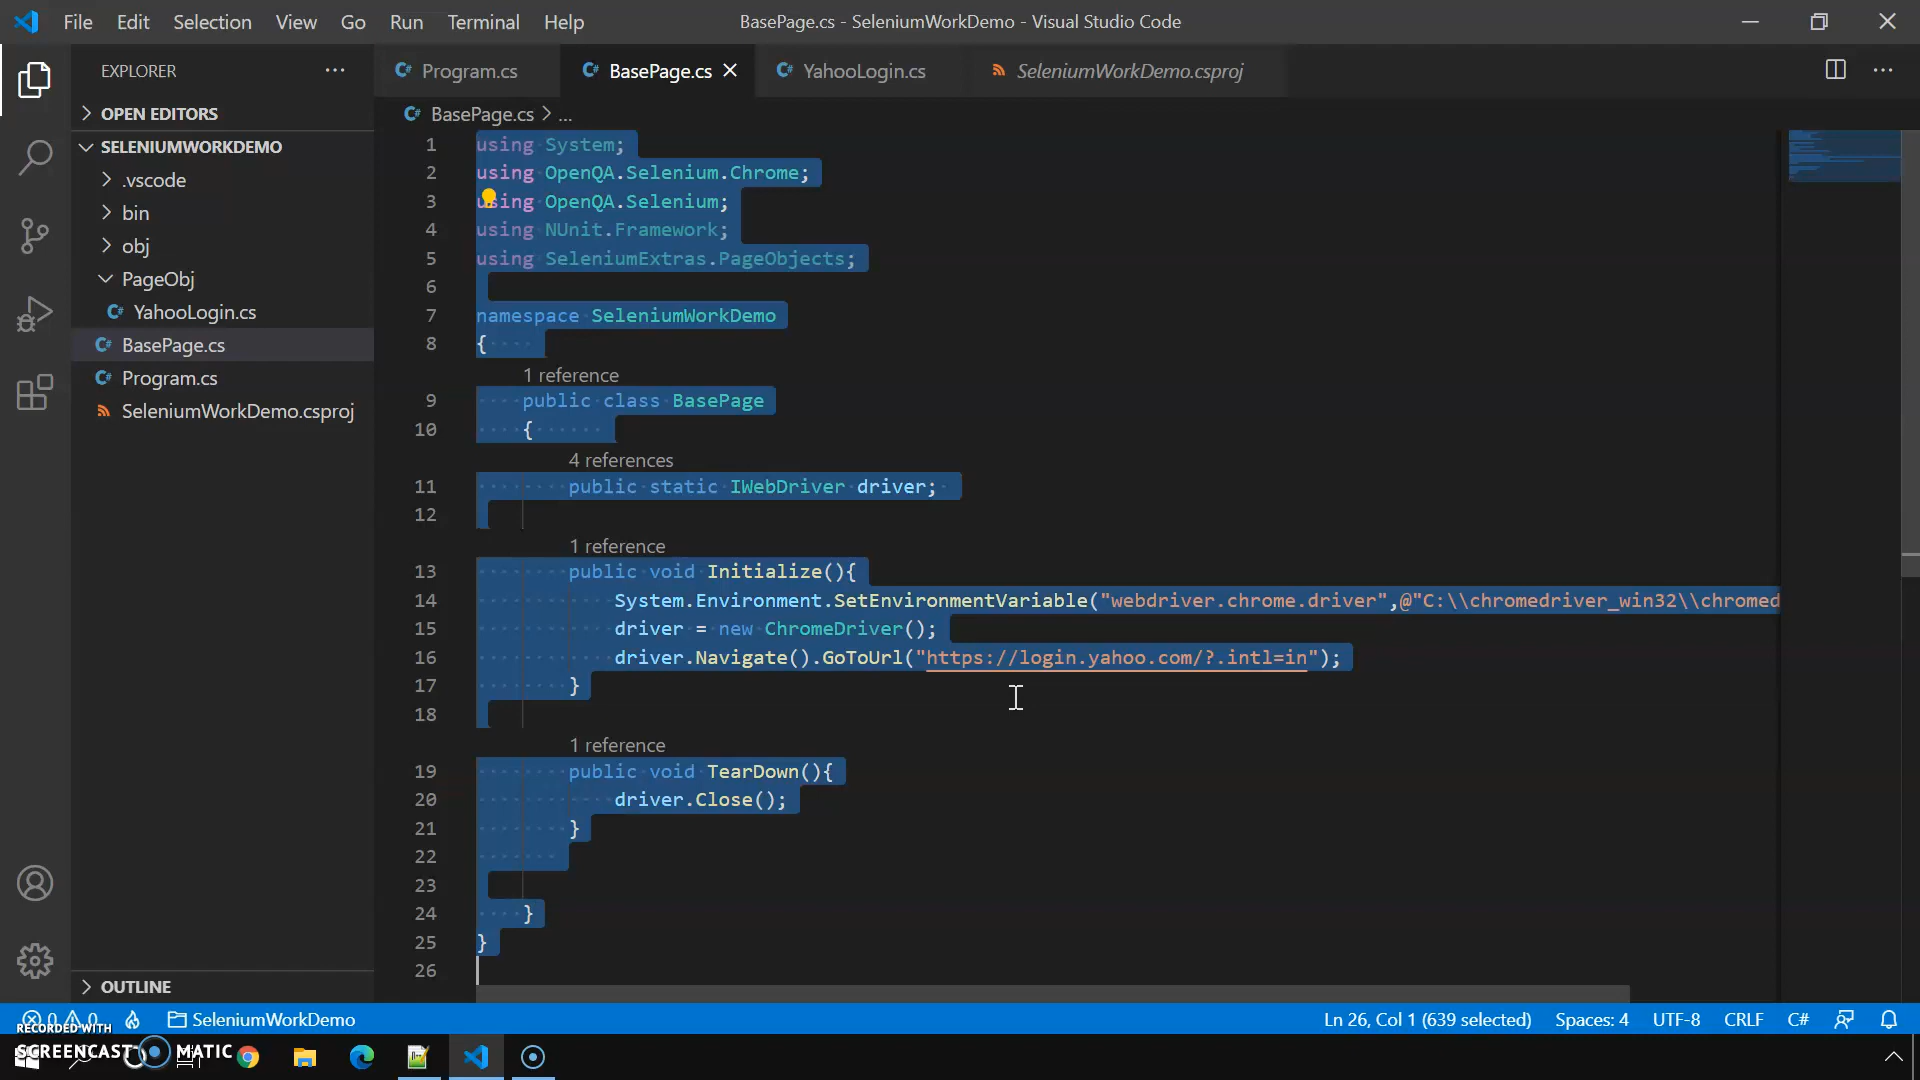 File Edit Selection View Go Run Terminal Help
BasePage.cs - SeleniumWorkDemo - Visual Studio Code
EXPLORER
Program.cs
BasePage.cs
YahooLogin.cs
SeleniumWorkDemo.csproj
OPEN EDITORS
SELENIUMWORKDEMO
.vscode
bin
obj
PageObj
YahooLogin.cs
BasePage.cs
Program.cs
SeleniumWorkDemo.csproj
OUTLINE
BasePage.cs > ...
1 using System;
2 using OpenQA.Selenium.Chrome;
3 using OpenQA.Selenium;
4 using NUnit.Framework;
5 using SeleniumExtras.PageObjects;
6
7 namespace SeleniumWorkDemo
8 {
1 reference
9 public class BasePage
10 {
4 references
11 public static IWebDriver driver;
12
1 reference
13 public void Initialize(){
14 System.Environment.SetEnvironmentVariable("webdriver.chrome.driver",@"C:\\chromedriver_win32\\chromed
15 driver = new ChromeDriver();
16 driver.Navigate().GoToUrl("https://login.yahoo.com/?.intl=in");
17 }
18
1 reference
19 public void TearDown(){
20 driver.Close();
21 }
22
23
24 }
25 }
26
0 0 SeleniumWorkDemo
Ln 26, Col 1 (639 selected) Spaces: 4 UTF-8 CRLF C#
RECORDED WITH
SCREENCAST MATIC